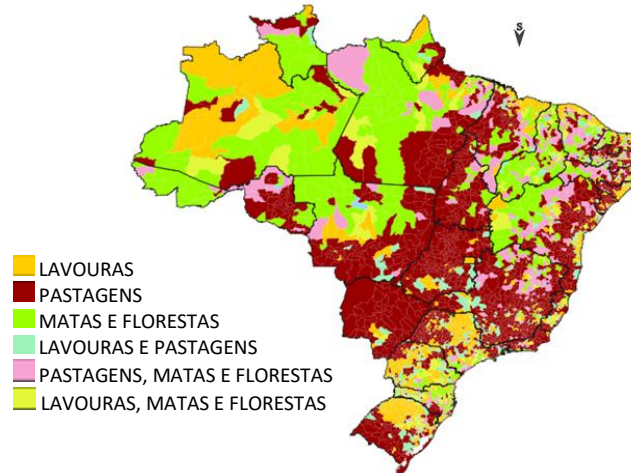 S
LAVOURAS
PASTAGENS
MATAS E FLORESTAS
LAVOURAS E PASTAGENS
PASTAGENS, MATAS E FLORESTAS
LAVOURAS, MATAS E FLORESTAS